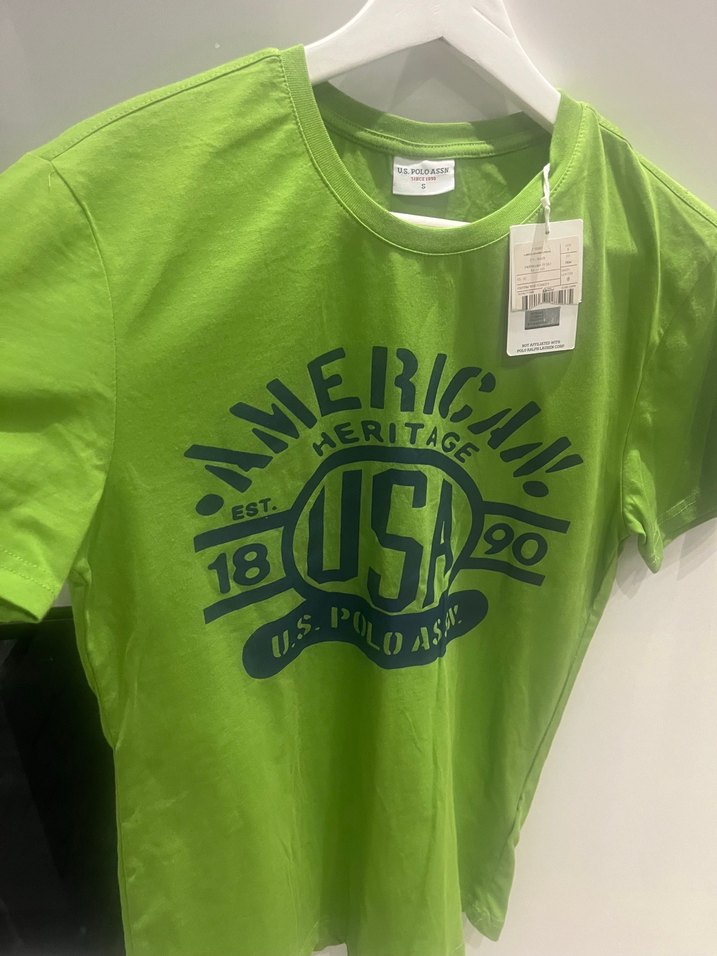 U.S. POLO ASSN.
SINCE 1890
S
NOT AFFILIATED WITH
POLO RALPH LAUREN CORP.
AMERICAN
HERITAGE
EST.
USA
18 90
U.S. POLO ASSN.